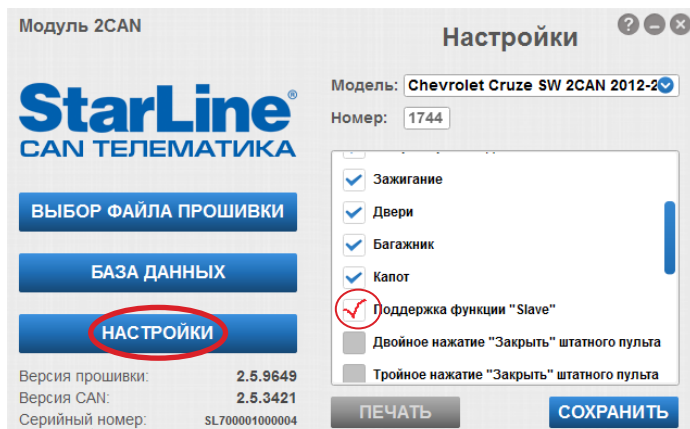 Модуль 2CAN
Настройки
StarLine®
CAN ТЕЛЕМАТИКА
ВЫБОР ФАЙЛА ПРОШИВКИ
БАЗА ДАННЫХ
НАСТРОЙКИ
Версия прошивки: 2.5.9649
Версия CAN: 2.5.3421
Серийный номер: SL700001000004
Модель: Chevrolet Cruze SW 2CAN 2012-2
Номер: 1744
Зажигание
Двери
Багажник
Капот
Поддержка функции "Slave"
Двойное нажатие "Закрыть" штатного пульта
Тройное нажатие "Закрыть" штатного пульта
ПЕЧАТЬ
СОХРАНИТЬ